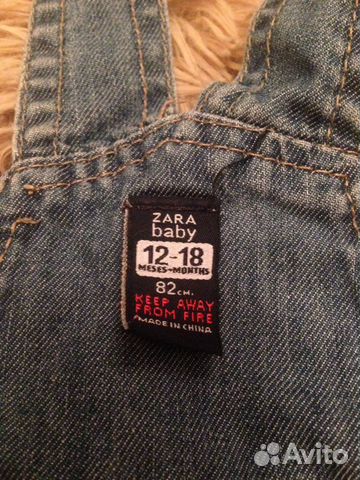 ZARA
baby
12-18
MESES-MONTHS
82 CM.
KEEP AWAY
FROM FIRE
MADE IN CHINA
Avito